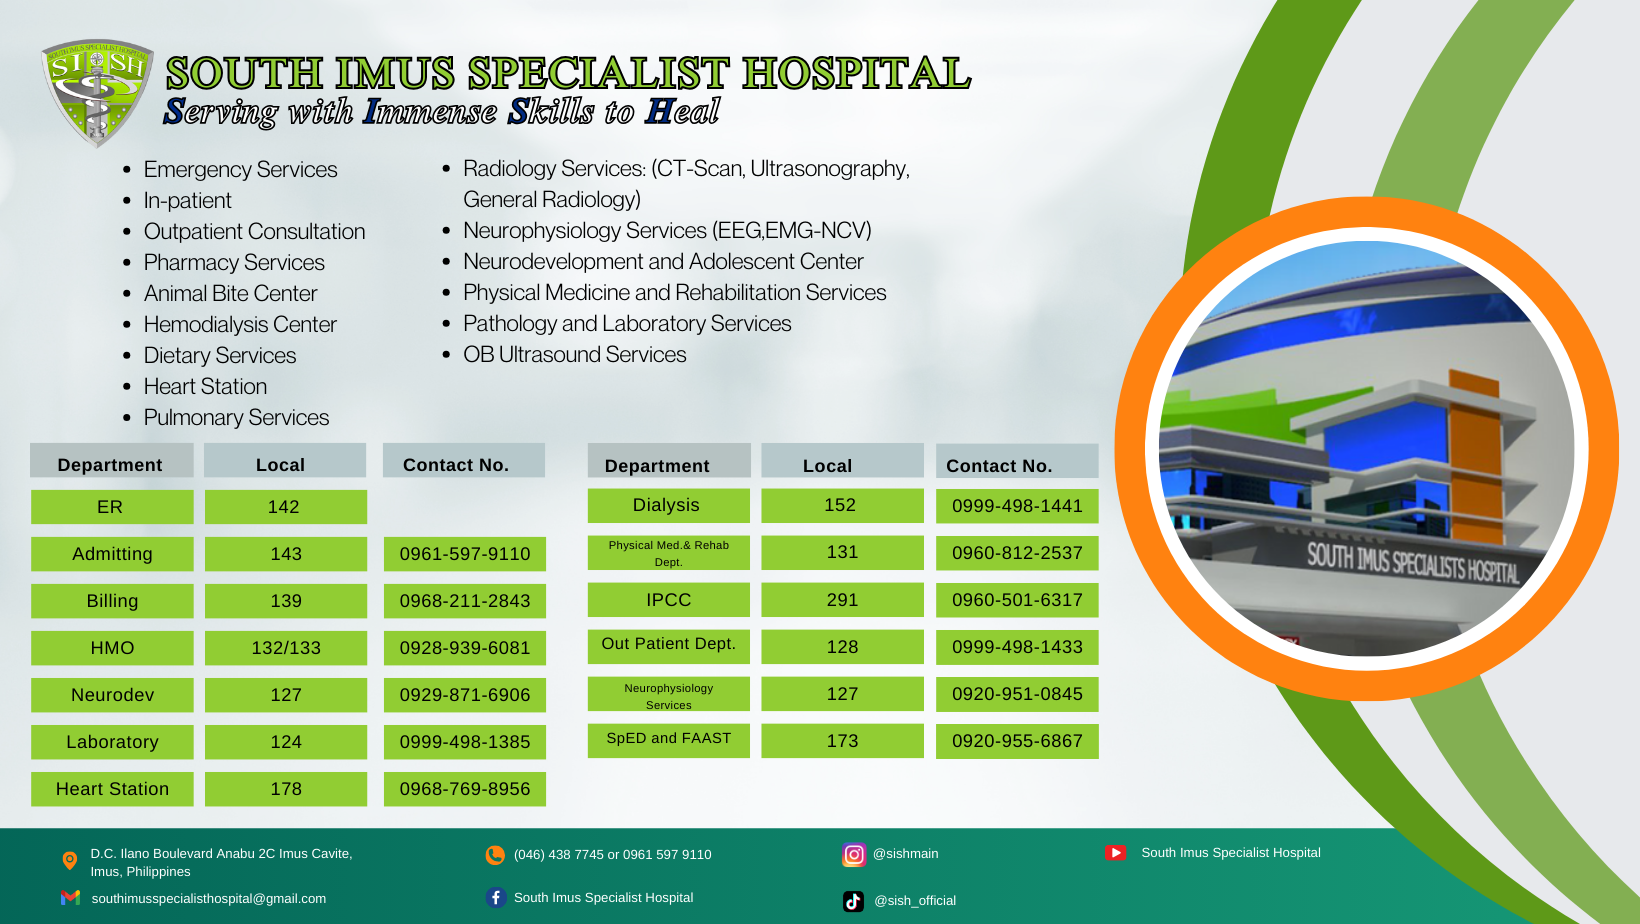 SOUTH IMUS SPECIALIST HOSPITAL
SI SH
SOUTH IMUS SPECIALIST HOSPITAL
Serving with Immense Skills to Heal
Emergency Services
In-patient
Outpatient Consultation
Pharmacy Services
Animal Bite Center
Hemodialysis Center
Dietary Services
Heart Station
Pulmonary Services
Radiology Services: (CT-Scan, Ultrasonography,
General Radiology)
Neurophysiology Services (EEG,EMG-NCV)
Neurodevelopment and Adolescent Center
Physical Medicine and Rehabilitation Services
Pathology and Laboratory Services
OB Ultrasound Services
Department Local Contact No.
ER 142
Admitting 143 0961-597-9110
Billing 139 0968-211-2843
HMO 132/133 0928-939-6081
Neurodev 127 0929-871-6906
Laboratory 124 0999-498-1385
Heart Station 178 0968-769-8956
Department Local Contact No.
Dialysis 152 0999-498-1441
Physical Med.& Rehab
Dept. 131 0960-812-2537
IPCC 291 0960-501-6317
Out Patient Dept. 128 0999-498-1433
Neurophysiology
Services 127 0920-951-0845
SpED and FAAST 173 0920-955-6867
SOUTH IMUS SPECIALISTS HOSPITAL
D.C. Ilano Boulevard Anabu 2C Imus Cavite,
Imus, Philippines
southimusspecialisthospital@gmail.com
(046) 438 7745 or 0961 597 9110
South Imus Specialist Hospital
@sishmain
@sish_official
South Imus Specialist Hospital